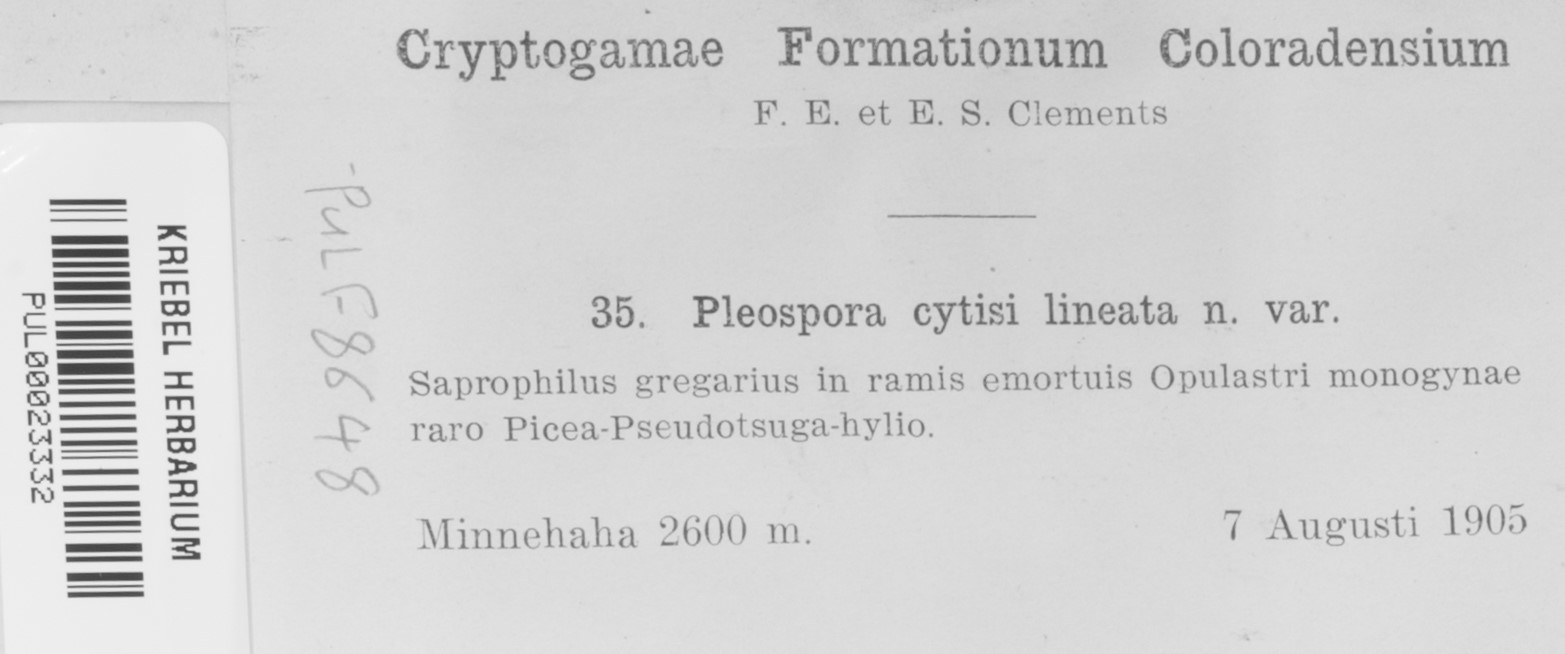 Cryptogamae Formationum Coloradensium
F. E. et E. S. Clements
35. Pleospora cytisi lineata n. var.
Saprophilus gregarius in ramis emortuis Opulastri monogynae
raro Picea-Pseudotsuga-hylio.
Minnehaha 2600 m.
7 Augusti 1905
PUL F8648
KRIEBEL HERBARIUM
PUL00023332